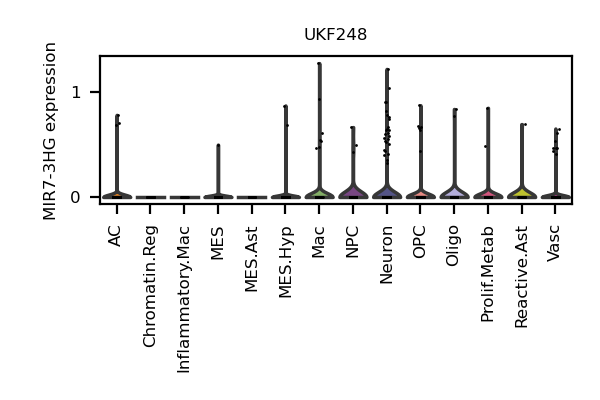 UKF248
MIR7-3HG expression
1
0
AC
Chromatin.Reg
Inflammatory.Mac
MES
MES.Ast
MES.Hyp
Mac
NPC
Neuron
OPC
Oligo
Prolif.Metab
Reactive.Ast
Vasc